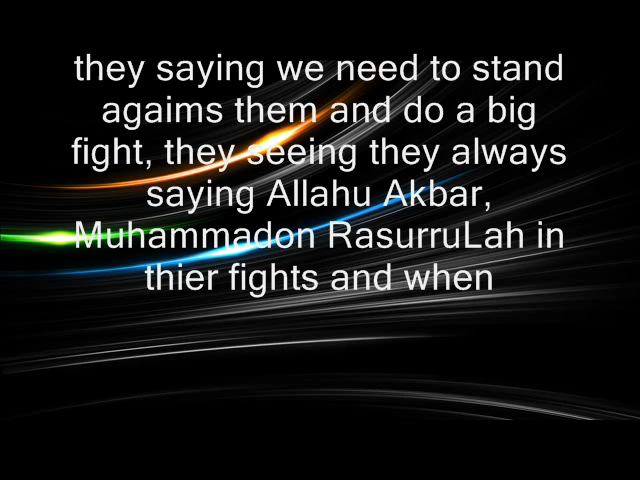 they saying we need to stand
agaims them and do a big
fight, they seeing they always
saying Allahu Akbar,
Muhammadon RasurruLah in
thier fights and when